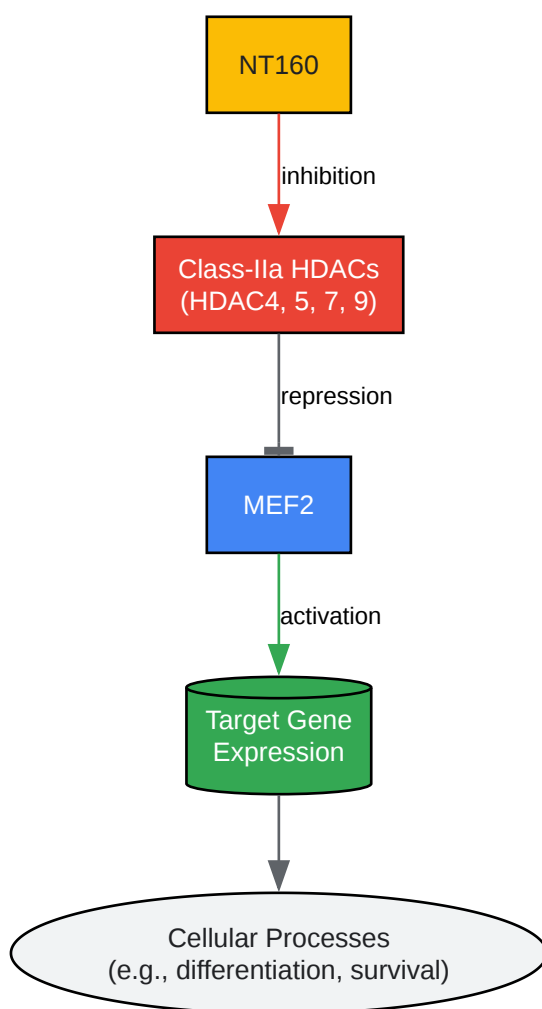 NT160
inhibition
Class-IIa HDACs
(HDAC4, 5, 7, 9)
repression
MEF2
activation
Target Gene
Expression
Cellular Processes
(e.g., differentiation, survival)